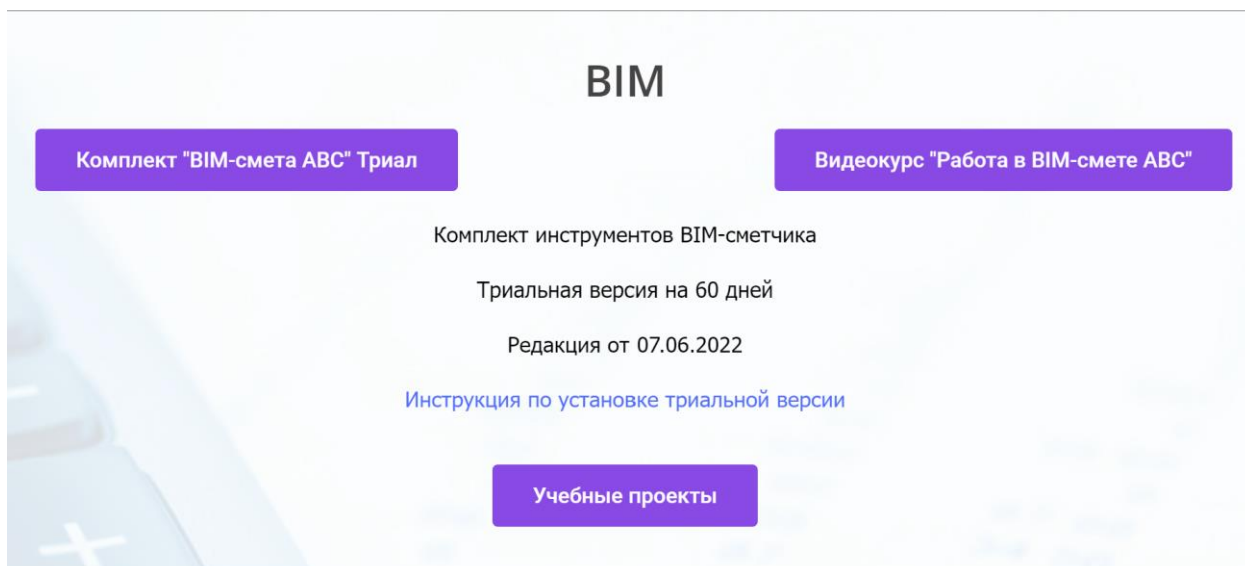 BIM
Комплект "BIM-смета АВС" Триал
Видеокурс "Работа в BIM-смете АВС"
Комплект инструментов BIM-сметчика
Триальная версия на 60 дней
Редакция от 07.06.2022
Инструкция по установке триальной версии
Учебные проекты